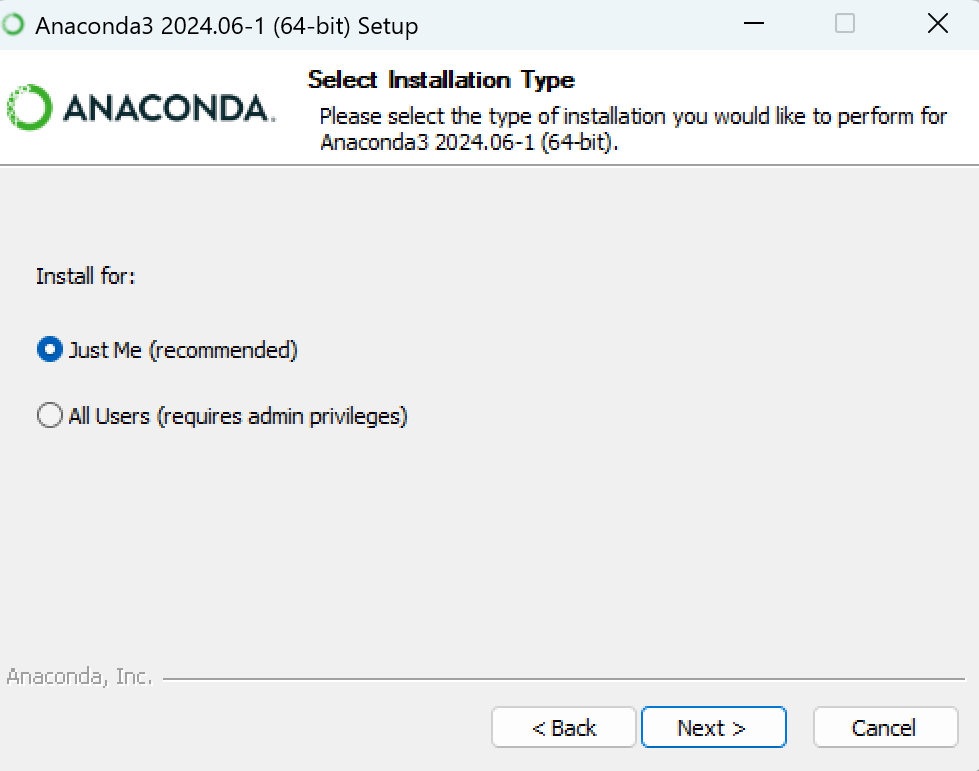 Anaconda3 2024.06-1 (64-bit) Setup
ANACONDA.
Select Installation Type
Please select the type of installation you would like to perform for
Anaconda3 2024.06-1 (64-bit).
Install for:
Just Me (recommended)
All Users (requires admin privileges)
Anaconda, Inc.
< Back
Next >
Cancel